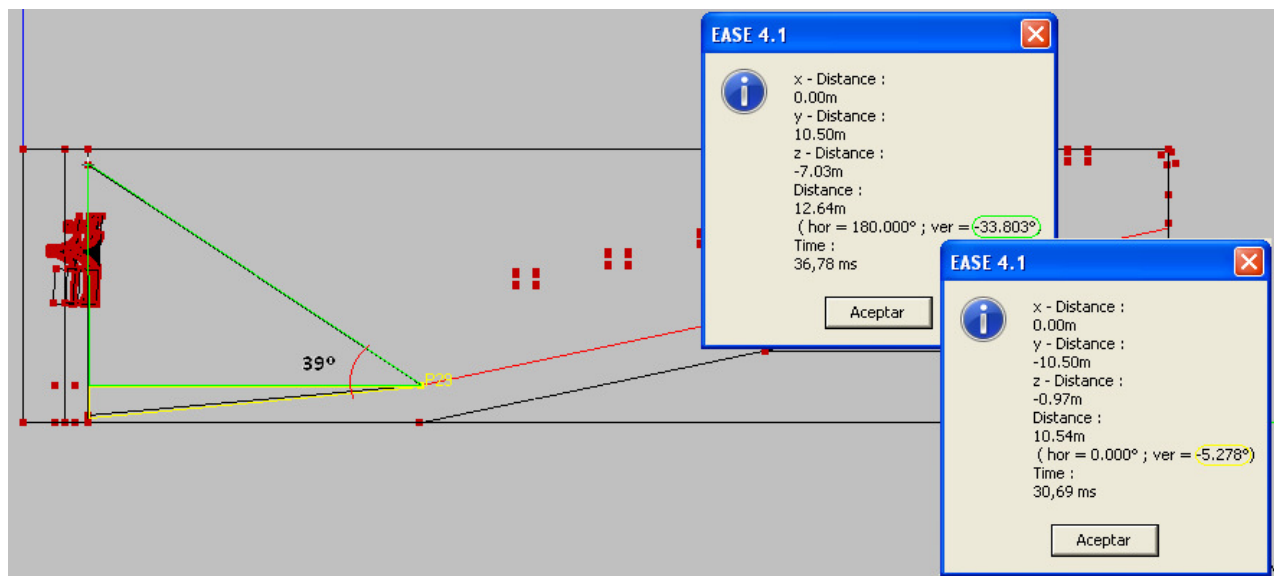 EASE 4.1
x - Distance :
0.00m
y - Distance :
10.50m
z - Distance :
-7.03m
Distance :
12.64m
( hor = 180.000° ; ver = -33.803°)
Time :
36,78 ms
Aceptar
EASE 4.1
x - Distance :
0.00m
y - Distance :
-10.50m
z - Distance :
-0.97m
Distance :
10.54m
( hor = 0.000° ; ver = -5.278°)
Time :
30,69 ms
Aceptar
39º